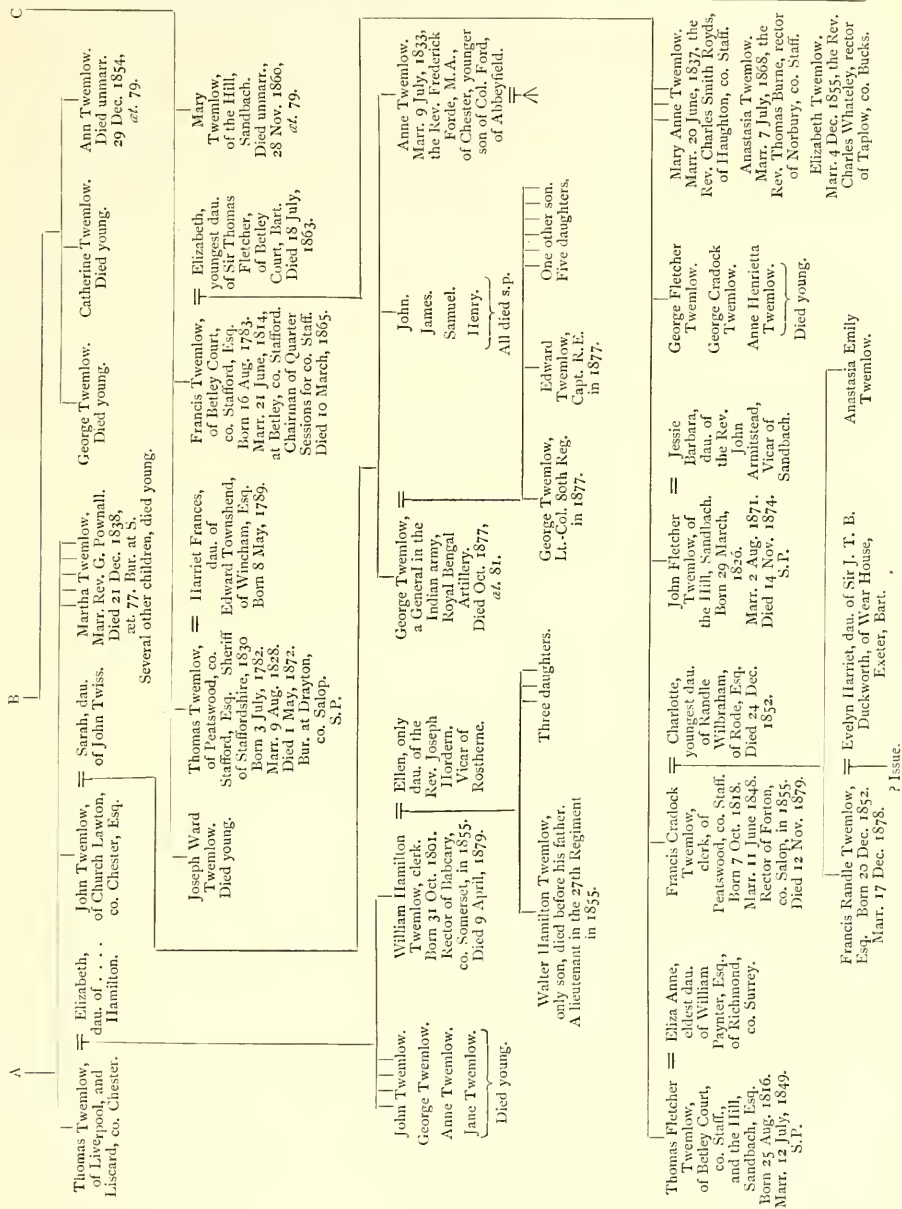 A
B
C
Thomas Twemlow,
of Liverpool, and
Liscard, co. Chester.
Elizabeth,
dau. of . . . .
Hamilton.
John Twemlow,
of Church Lawton,
co. Chester, Esq.
Sarah, dau.
of John Twiss.
Martha Twemlow.
Marr. Rev. G. Pownall.
Died 21 Dec. 1838,
æt. 77. Bur. at S.
Several other children, died young.
George Twemlow.
Died young.
Catherine Twemlow.
Died young.
Ann Twemlow.
Died unmarr.
29 Dec. 1854,
æt. 79.
Joseph Ward
Twemlow.
Died young.
Thomas Twemlow,
of Peatswood, co.
Stafford, Esq. Sheriff
of Staffordshire, 1830
Born 3 July, 1782.
Marr. 9 Aug. 1828.
Died 1 May, 1872.
Bur. at Drayton,
co. Salop.
S.P.
Harriet Frances,
dau. of
Edward Townshend,
of Wincham, Esq.
Born 8 May, 1789.
Francis Twemlow,
of Betley Court,
co. Stafford, Esq.
Born 16 Aug. 1783.
Marr. 21 June, 1814,
at Betley, co. Stafford.
Chairman of Quarter
Sessions for co. Staff.
Died 10 March, 1865.
Elizabeth,
youngest dau.
of Sir Thomas
Fletcher,
of Betley
Court, Bart.
Died 18 July,
1863.
Mary
Twemlow,
of the Hill,
Sandbach.
Died unmarr.,
28 Nov. 1860,
æt. 79.
John Twemlow.
George Twemlow.
Anne Twemlow.
Jane Twemlow.
Died young.
William Hamilton
Twemlow, clerk.
Born 31 Oct. 1801.
Rector of Babcary,
co. Somerset, in 1855.
Died 9 April, 1879.
Ellen, only
dau. of the
Rev. Joseph
Hordern.
Vicar of
Rostherne.
George Twemlow,
a General in the
Indian army,
Royal Bengal
Artillery.
Died Oct. 1877,
æt. 81.
John.
James.
Samuel.
Henry.
All died s.p.
Anne Twemlow.
Marr. 9 July, 1833,
the Rev. Frederick
Forde, M.A.,
of Chester, younger
son of Col. Ford,
of Abbeyfield.
Walter Hamilton Twemlow,
only son, died before his father.
A lieutenant in the 27th Regiment
in 1855.
Three daughters.
George Twemlow,
Lt.-Col. 80th Reg.
in 1877.
Edward
Twemlow,
Capt. R.E.
in 1877.
One other son.
Five daughters.
Thomas Fletcher
Twemlow,
of Betley Court,
co. Staff.,
and the Hill,
Sandbach, Esq.
Born 25 Aug. 1816.
Marr. 12 July, 1849.
S.P.
Eliza Anne,
eldest dau.
of William
Paynter, Esq.,
of Richmond,
co. Surrey.
Francis Cradock
Twemlow,
clerk, of
Peatswood, co. Staff.
Born 7 Oct. 1818.
Marr. 11 June 1848.
Rector of Forton,
co. Salop, in 1855.
Died 12 Nov. 1879.
Charlotte,
youngest dau.
of Randle
Wilbraham,
of Rode, Esq.
Died 24 Dec.
1852.
John Fletcher
Twemlow, of
the Hill, Sandbach.
Born 29 March,
1820.
Marr. 2 Aug. 1871.
Died 14 Nov. 1874.
S.P.
Jessie
Barbara,
dau. of
the Rev.
John
Armitstead,
Vicar of
Sandbach.
George Fletcher
Twemlow.
George Cradock
Twemlow.
Anne Henrietta
Twemlow.
Died young.
Mary Anne Twemlow.
Marr. 20 June, 1837, the
Rev. Charles Smith Royds,
of Haughton, co. Staff.
Anastasia Twemlow.
Marr. 7 July, 1868, the
Rev. Thomas Burne, rector
of Norbury, co. Staff.
Elizabeth Twemlow.
Marr. 4 Dec. 1855, the Rev.
Charles Whateley, rector
of Taplow, co. Bucks.
Francis Randle Twemlow,
Esq. Born 20 Dec. 1852.
Mar. 17 Dec. 1878.
Evelyn Harriet, dau. of Sir J. T. B.
Duckworth, of Wear House,
Exeter, Bart.
? Issue.
Anastasia Emily
Twemlow.